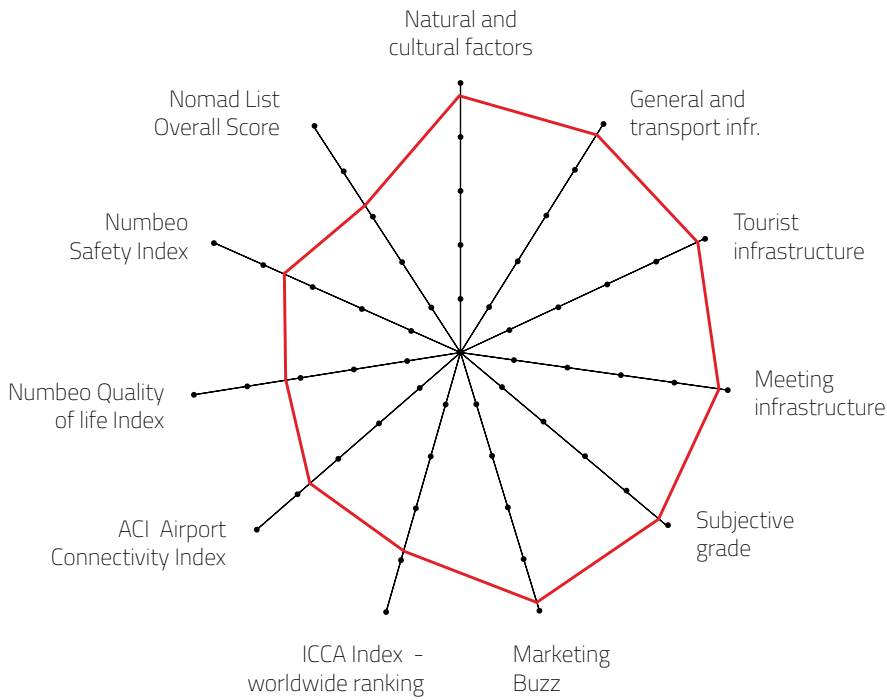 Natural and
cultural factors
General and
transport infr.
Tourist
infrastructure
Meeting
infrastructure
Subjective
grade
Marketing
Buzz
ICCA Index -
worldwide ranking
ACI Airport
Connectivity Index
Numbeo Quality
of life Index
Numbeo
Safety Index
Nomad List
Overall Score